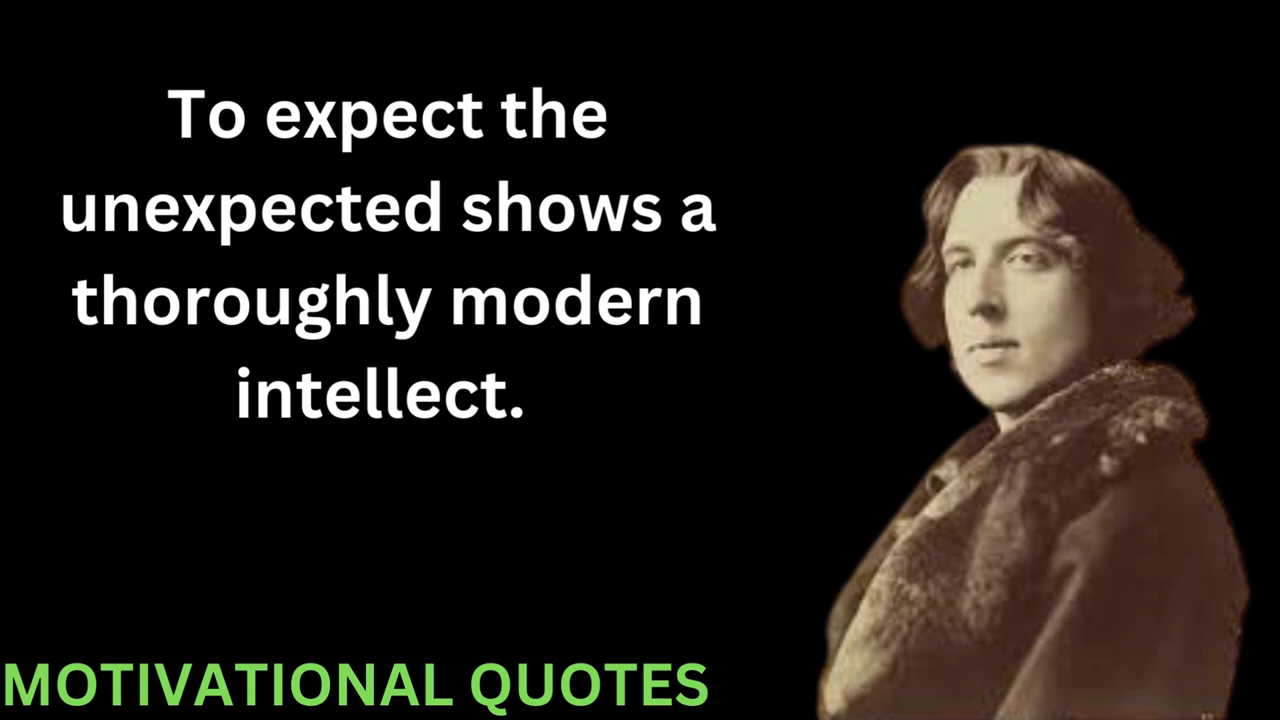 To expect the
unexpected shows a
thoroughly modern
intellect.
MOTIVATIONAL QUOTES